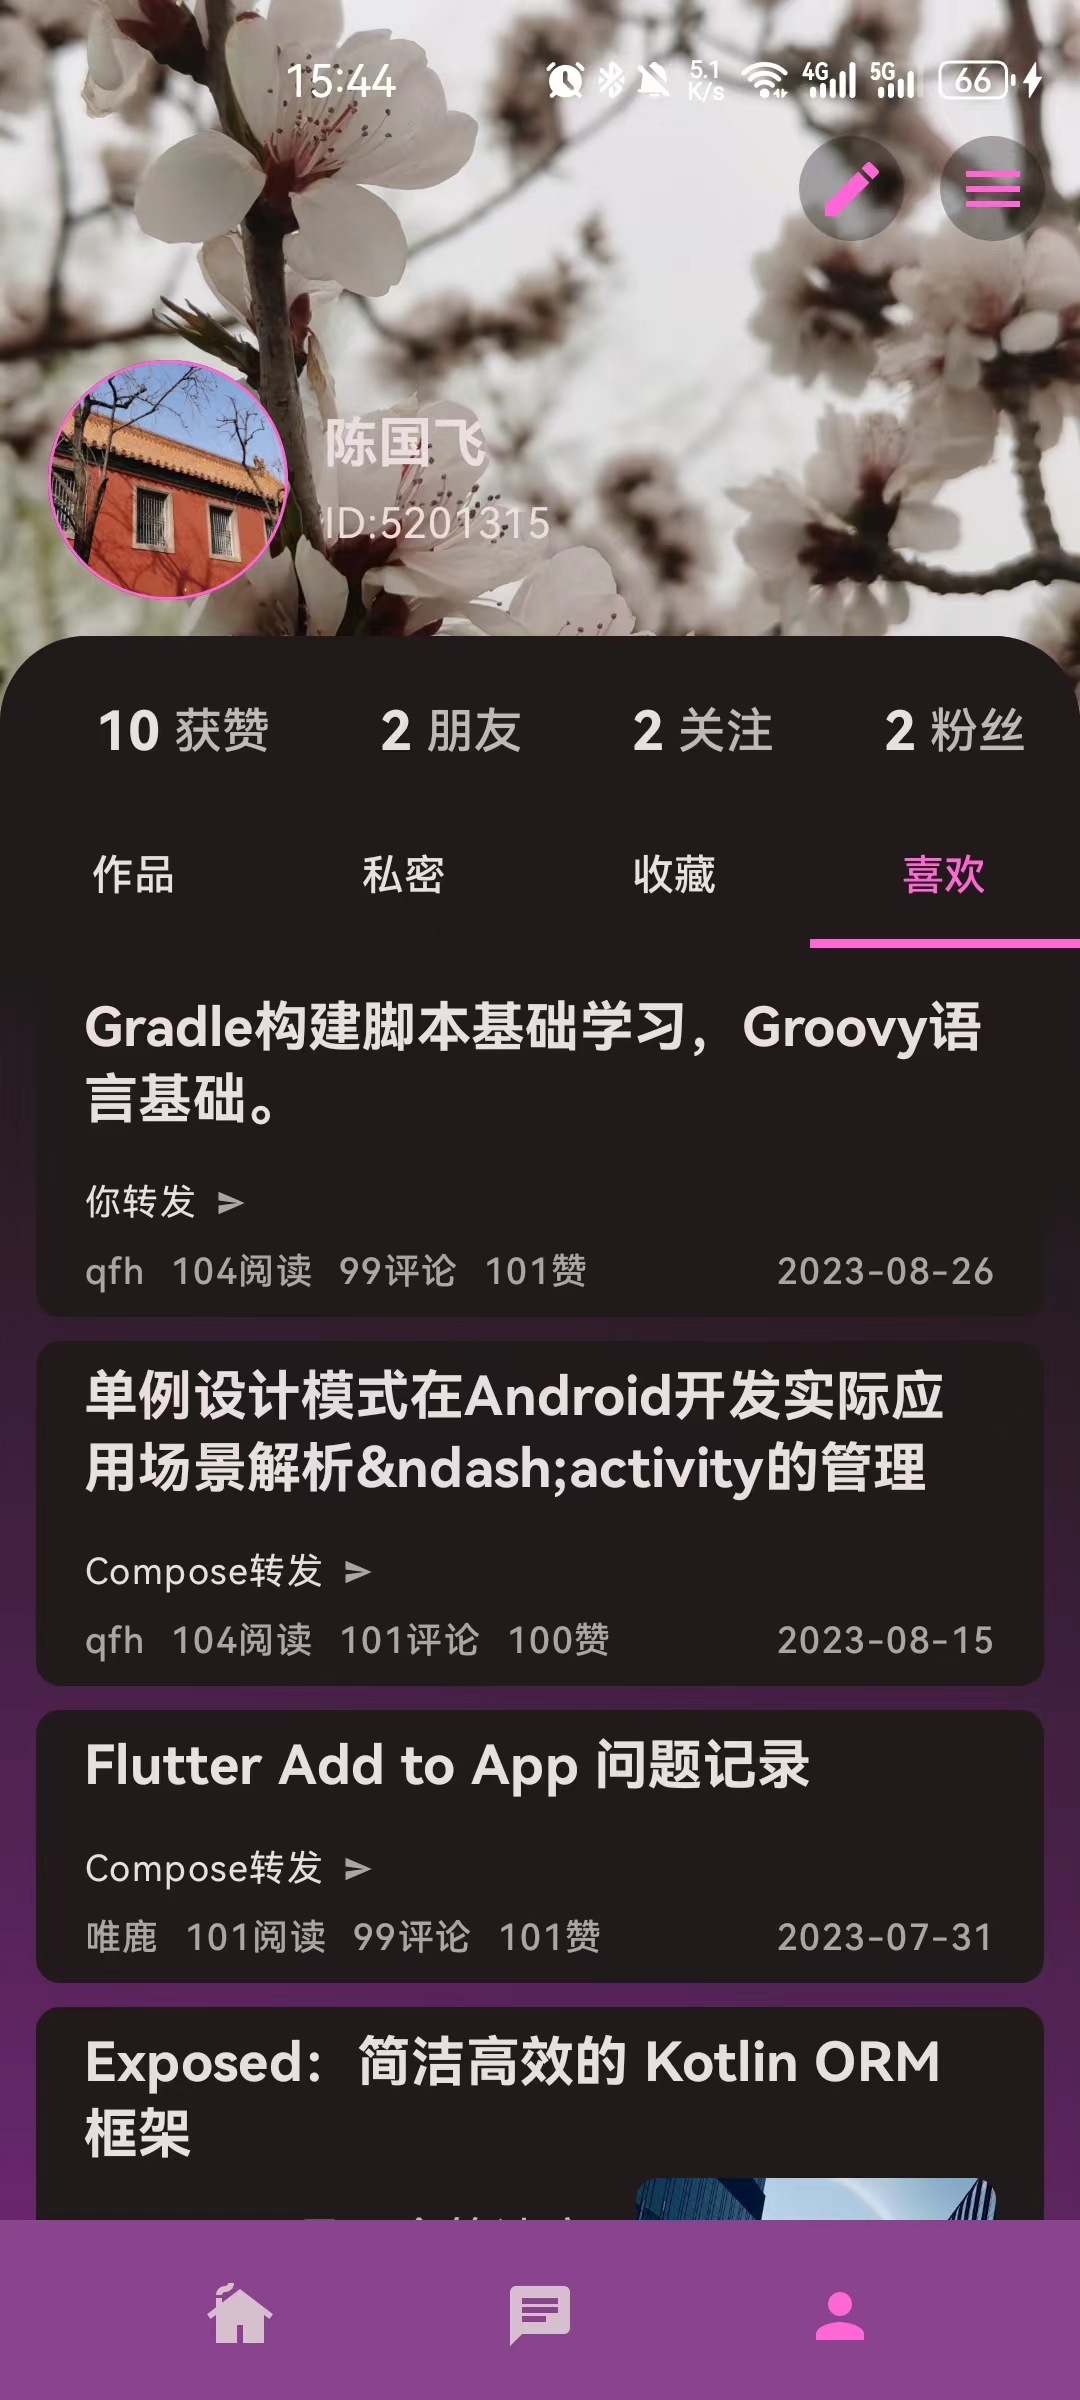 15:44 5.1 K/s 4G 5G 66
陈国飞
ID:5201315
10 获赞 2 朋友 2 关注 2 粉丝
作品 私密 收藏 喜欢
Gradle构建脚本基础学习，Groovy语
言基础。
你转发
qfh 104阅读 99评论 101赞 2023-08-26
单例设计模式在Android开发实际应
用场景解析&ndash;activity的管理
Compose转发
qfh 104阅读 101评论 100赞 2023-08-15
Flutter Add to App 问题记录
Compose转发
唯鹿 101阅读 99评论 101赞 2023-07-31
Exposed：简洁高效的 Kotlin ORM
框架